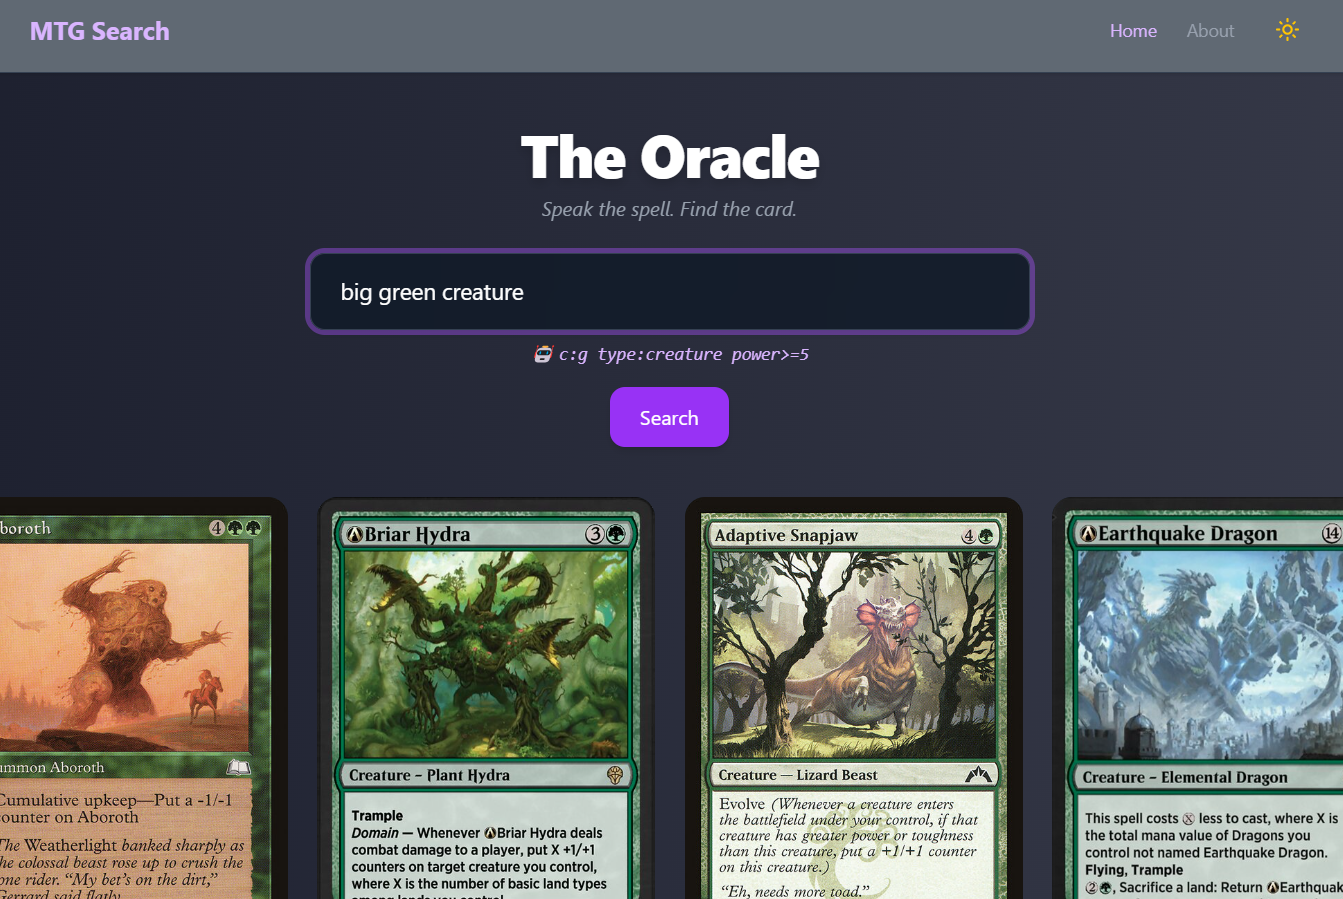 MTG Search
Home
About
The Oracle
Speak the spell. Find the card.
big green creature
c:g type:creature power>=5
Search
boroth
4
ummon Aboroth
Cumulative upkeep—Put a -1/-1
counter on Aboroth
The Weatherlight banked sharply as
he colossal beast rose up to crush the
one rider. “My bet's on the dirt,”
Gerrard said flatly.
Briar Hydra
3
Creature – Plant Hydra
Trample
Domain — Whenever Briar Hydra deals
combat damage to a player, put X +1/+1
counters on target creature you control,
where X is the number of basic land types
among lands you control.
Adaptive Snapjaw
4
Creature — Lizard Beast
Evolve (Whenever a creature enters
the battlefield under your control, if that
creature has greater power or toughness
than this creature, put a +1/+1 counter
on this creature.)
“Eh, needs more toad.”
Earthquake Dragon
14
Creature – Elemental Dragon
This spell costs X less to cast, where X is
the total mana value of Dragons you
control not named Earthquake Dragon.
Flying, Trample
2, Sacrifice a land: Return Earthquak